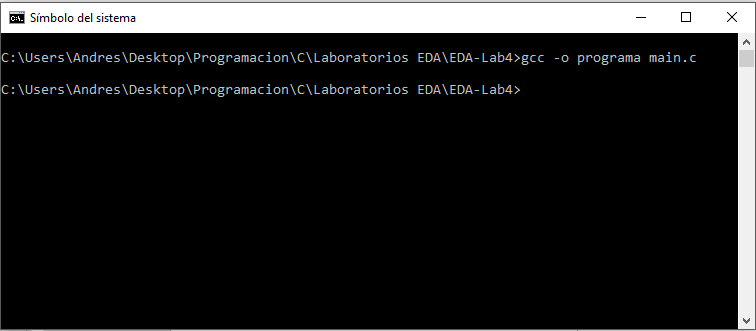 Símbolo del sistema
C:\Users\Andres\Desktop\Programacion\C\Laboratorios EDA\EDA-Lab4>gcc -o programa main.c
C:\Users\Andres\Desktop\Programacion\C\Laboratorios EDA\EDA-Lab4>